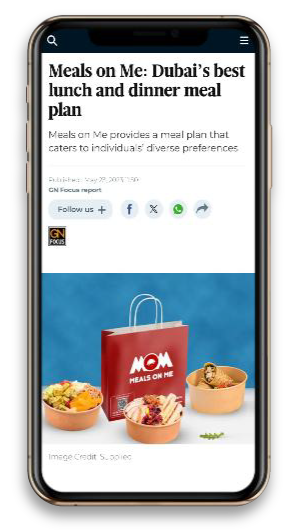 Meals on Me: Dubai's best
lunch and dinner meal
plan
Meals on Me provides a meal plan that
caters to individuals' diverse preferences
Published: May 23, 2023
GN Focus report
Follow us +
GN
FOCUS
MOM
MEALS ON ME
Image Credit: Supplied